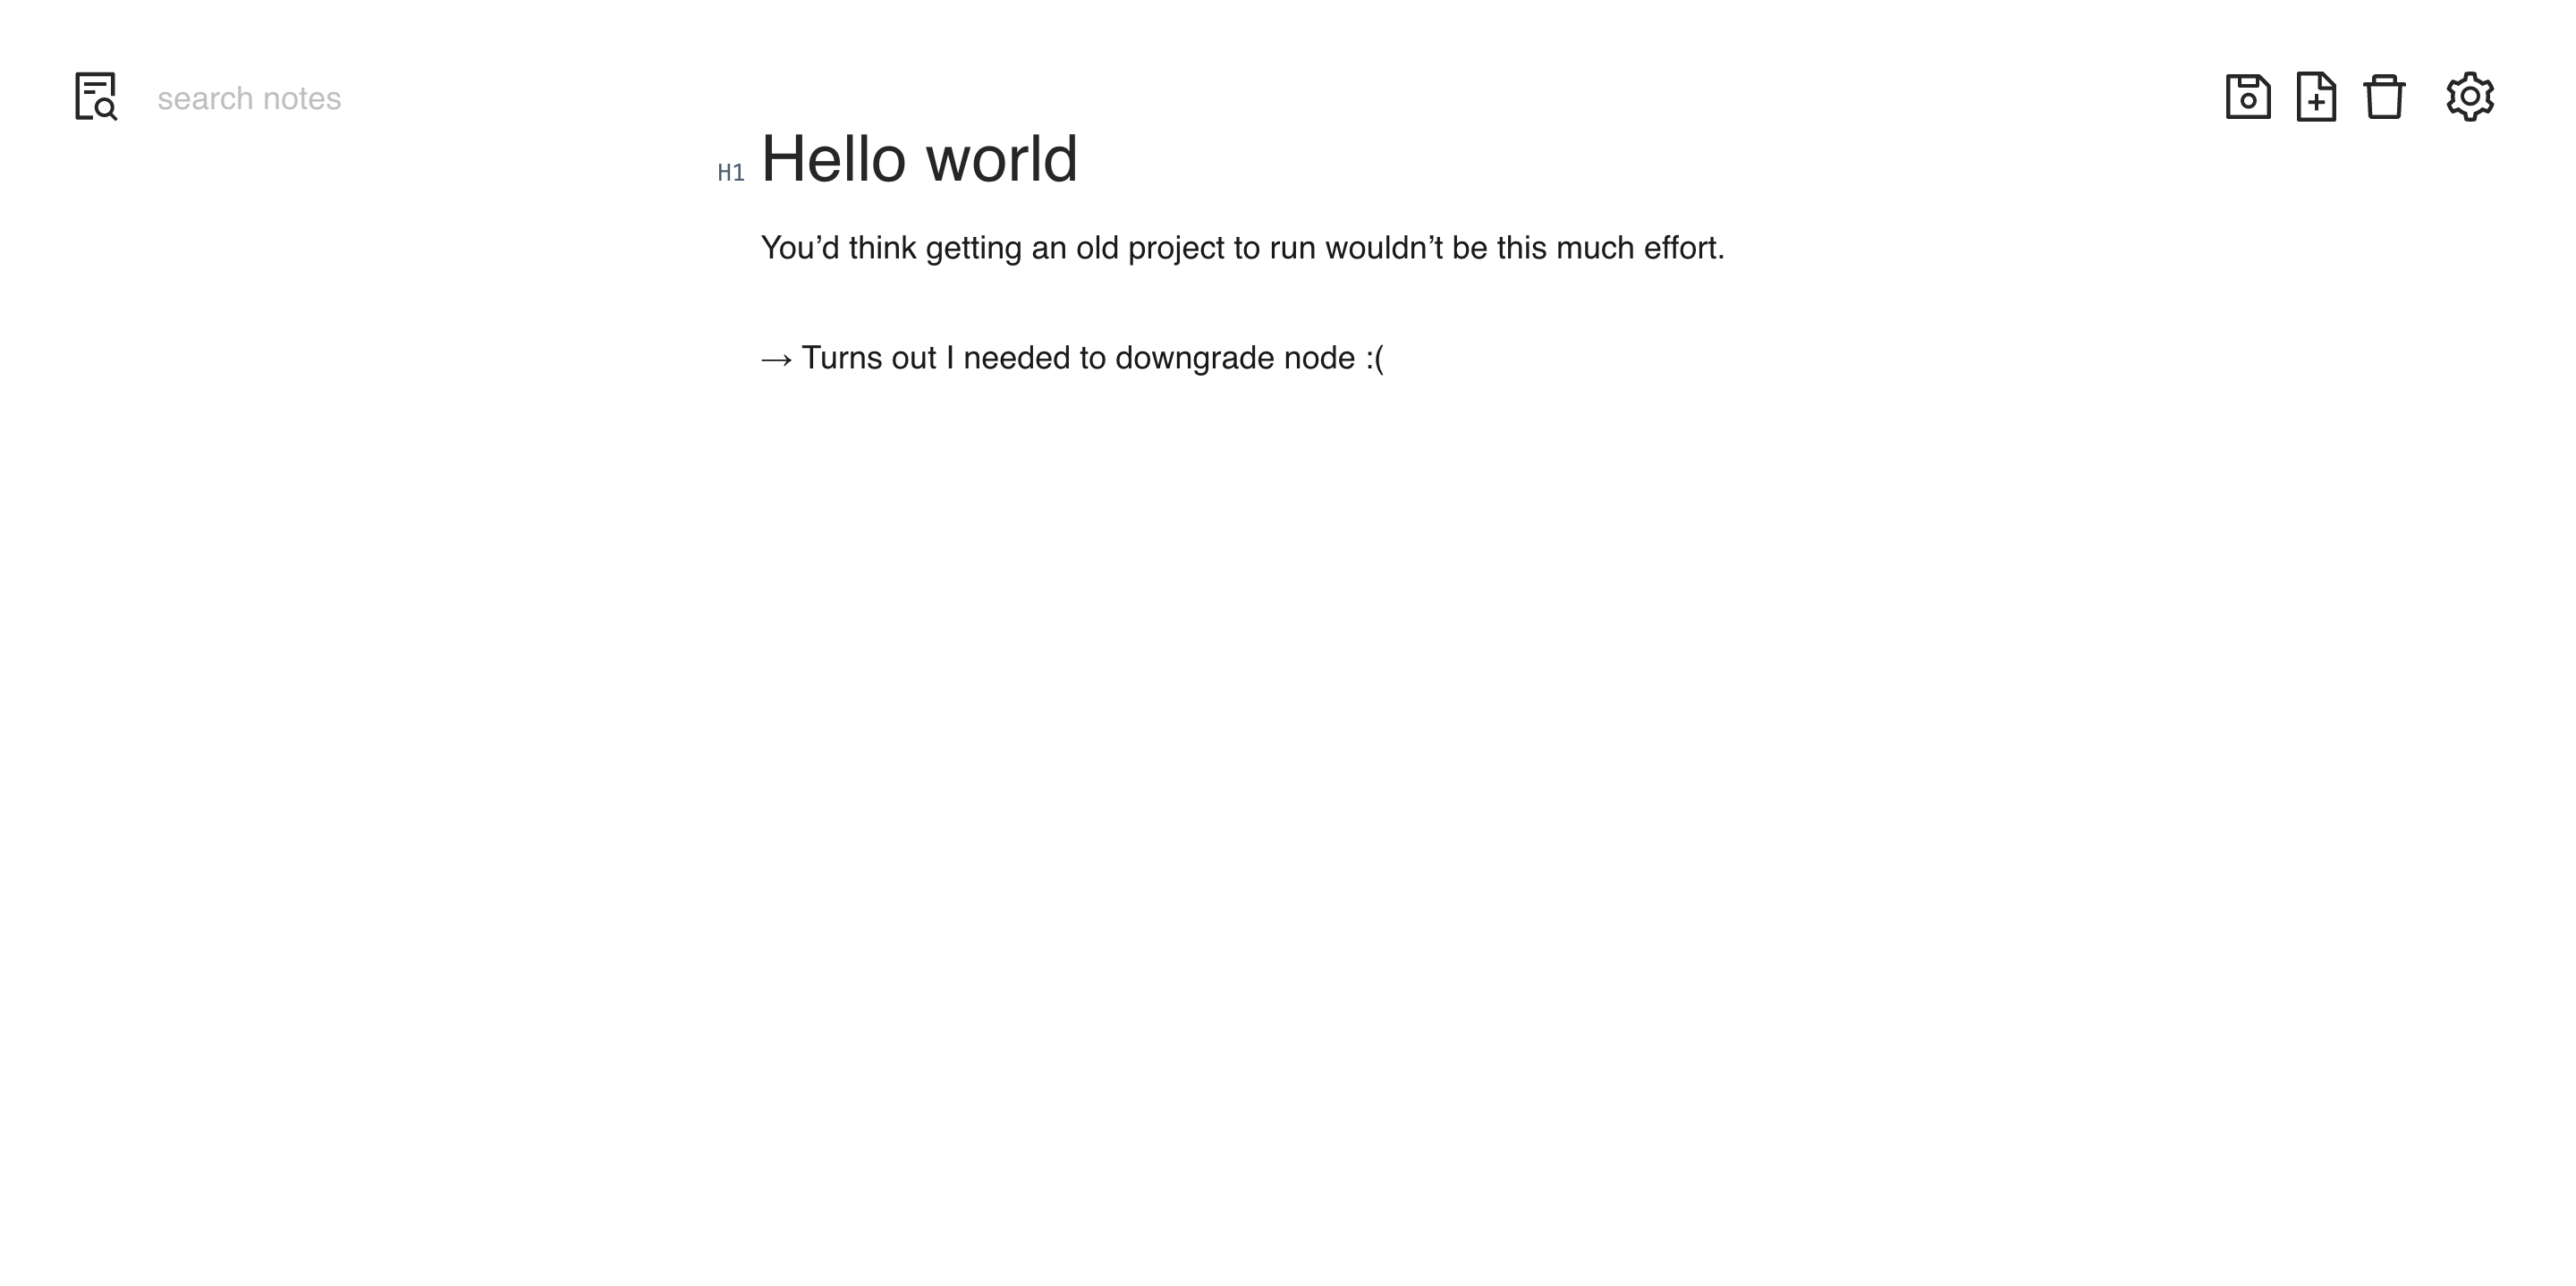 search notes
H1 Hello world
You’d think getting an old project to run wouldn’t be this much effort.
→ Turns out I needed to downgrade node :(